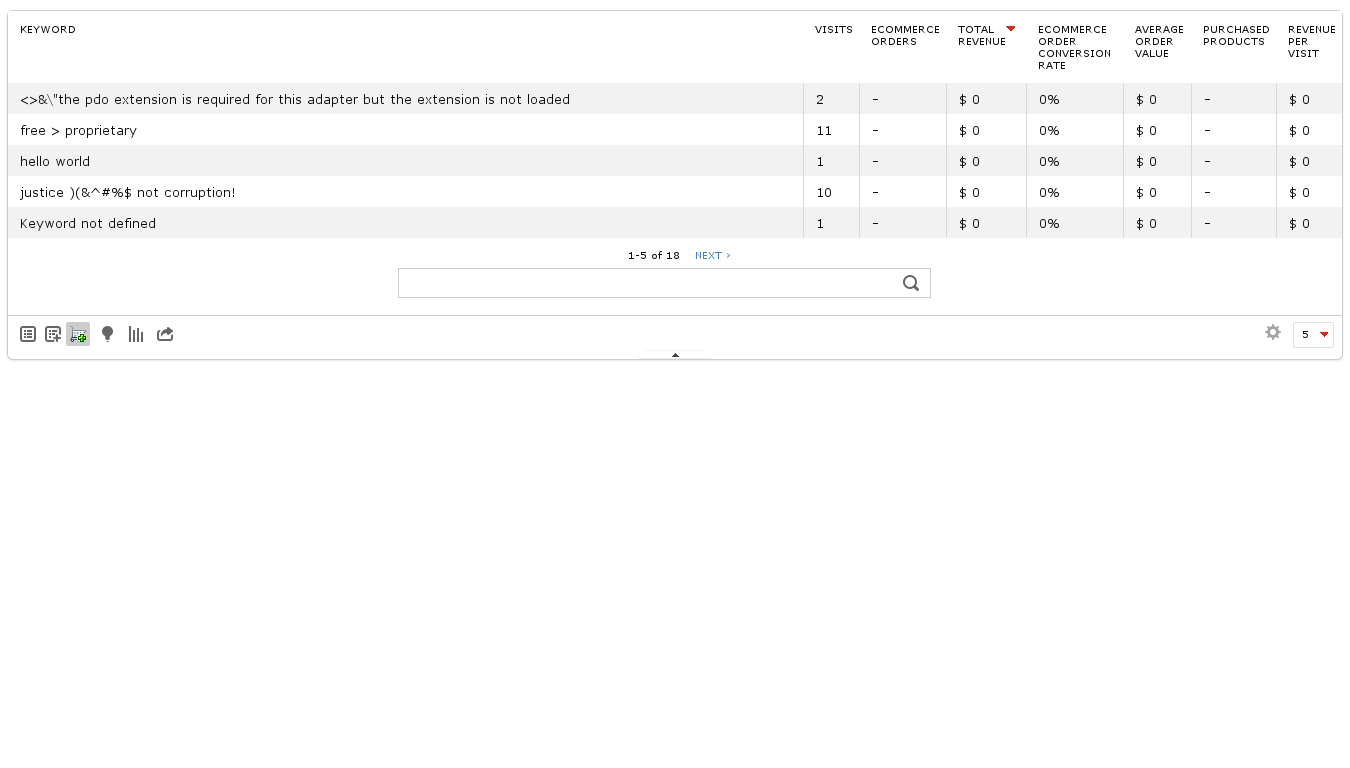 KEYWORD VISITS ECOMMERCE ORDERS TOTAL REVENUE ECOMMERCE ORDER CONVERSION RATE AVERAGE ORDER VALUE PURCHASED PRODUCTS REVENUE PER VISIT
<>&\"the pdo extension is required for this adapter but the extension is not loaded 2 - $ 0 0% $ 0 - $ 0
free > proprietary 11 - $ 0 0% $ 0 - $ 0
hello world 1 - $ 0 0% $ 0 - $ 0
justice )(&^#%$ not corruption! 10 - $ 0 0% $ 0 - $ 0
Keyword not defined 1 - $ 0 0% $ 0 - $ 0
1-5 of 18 NEXT ›
5